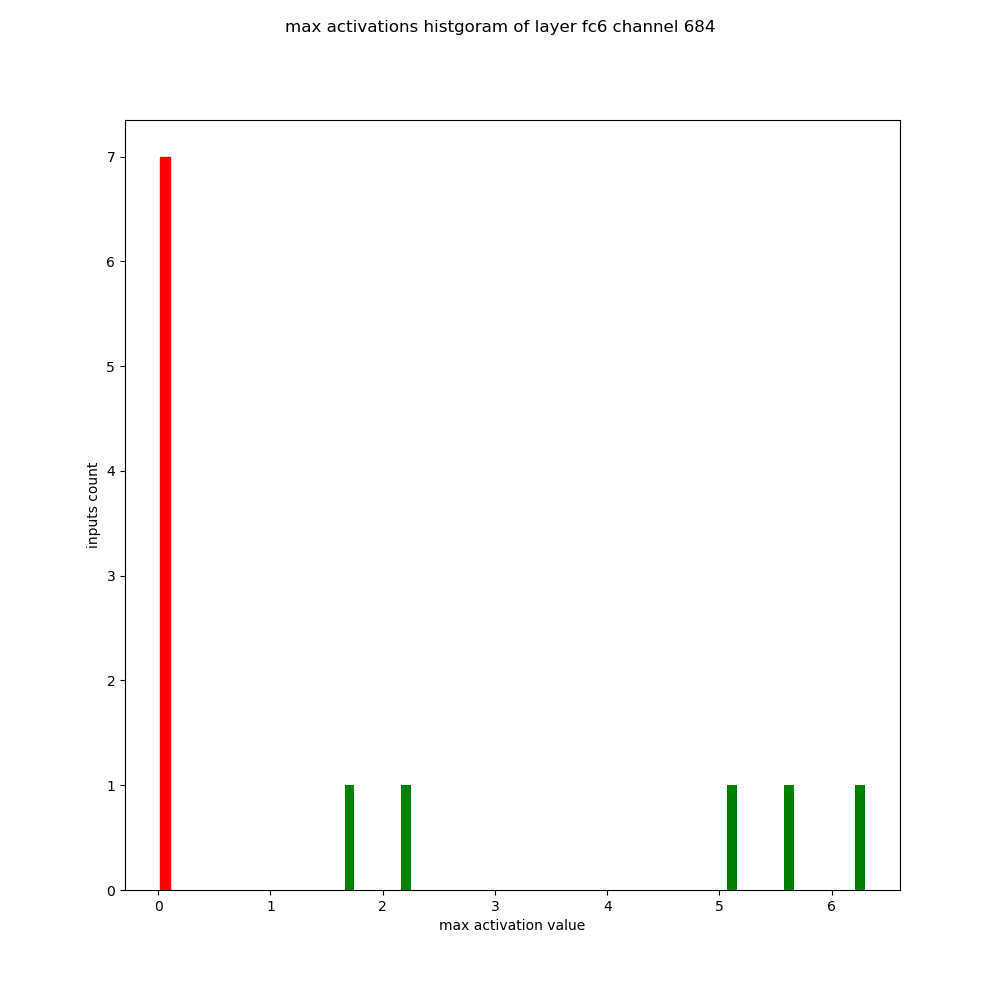 max activations histgoram of layer fc6 channel 684
7
6
5
4
3
2
1
0
inputs count
0 1 2 3 4 5 6
max activation value